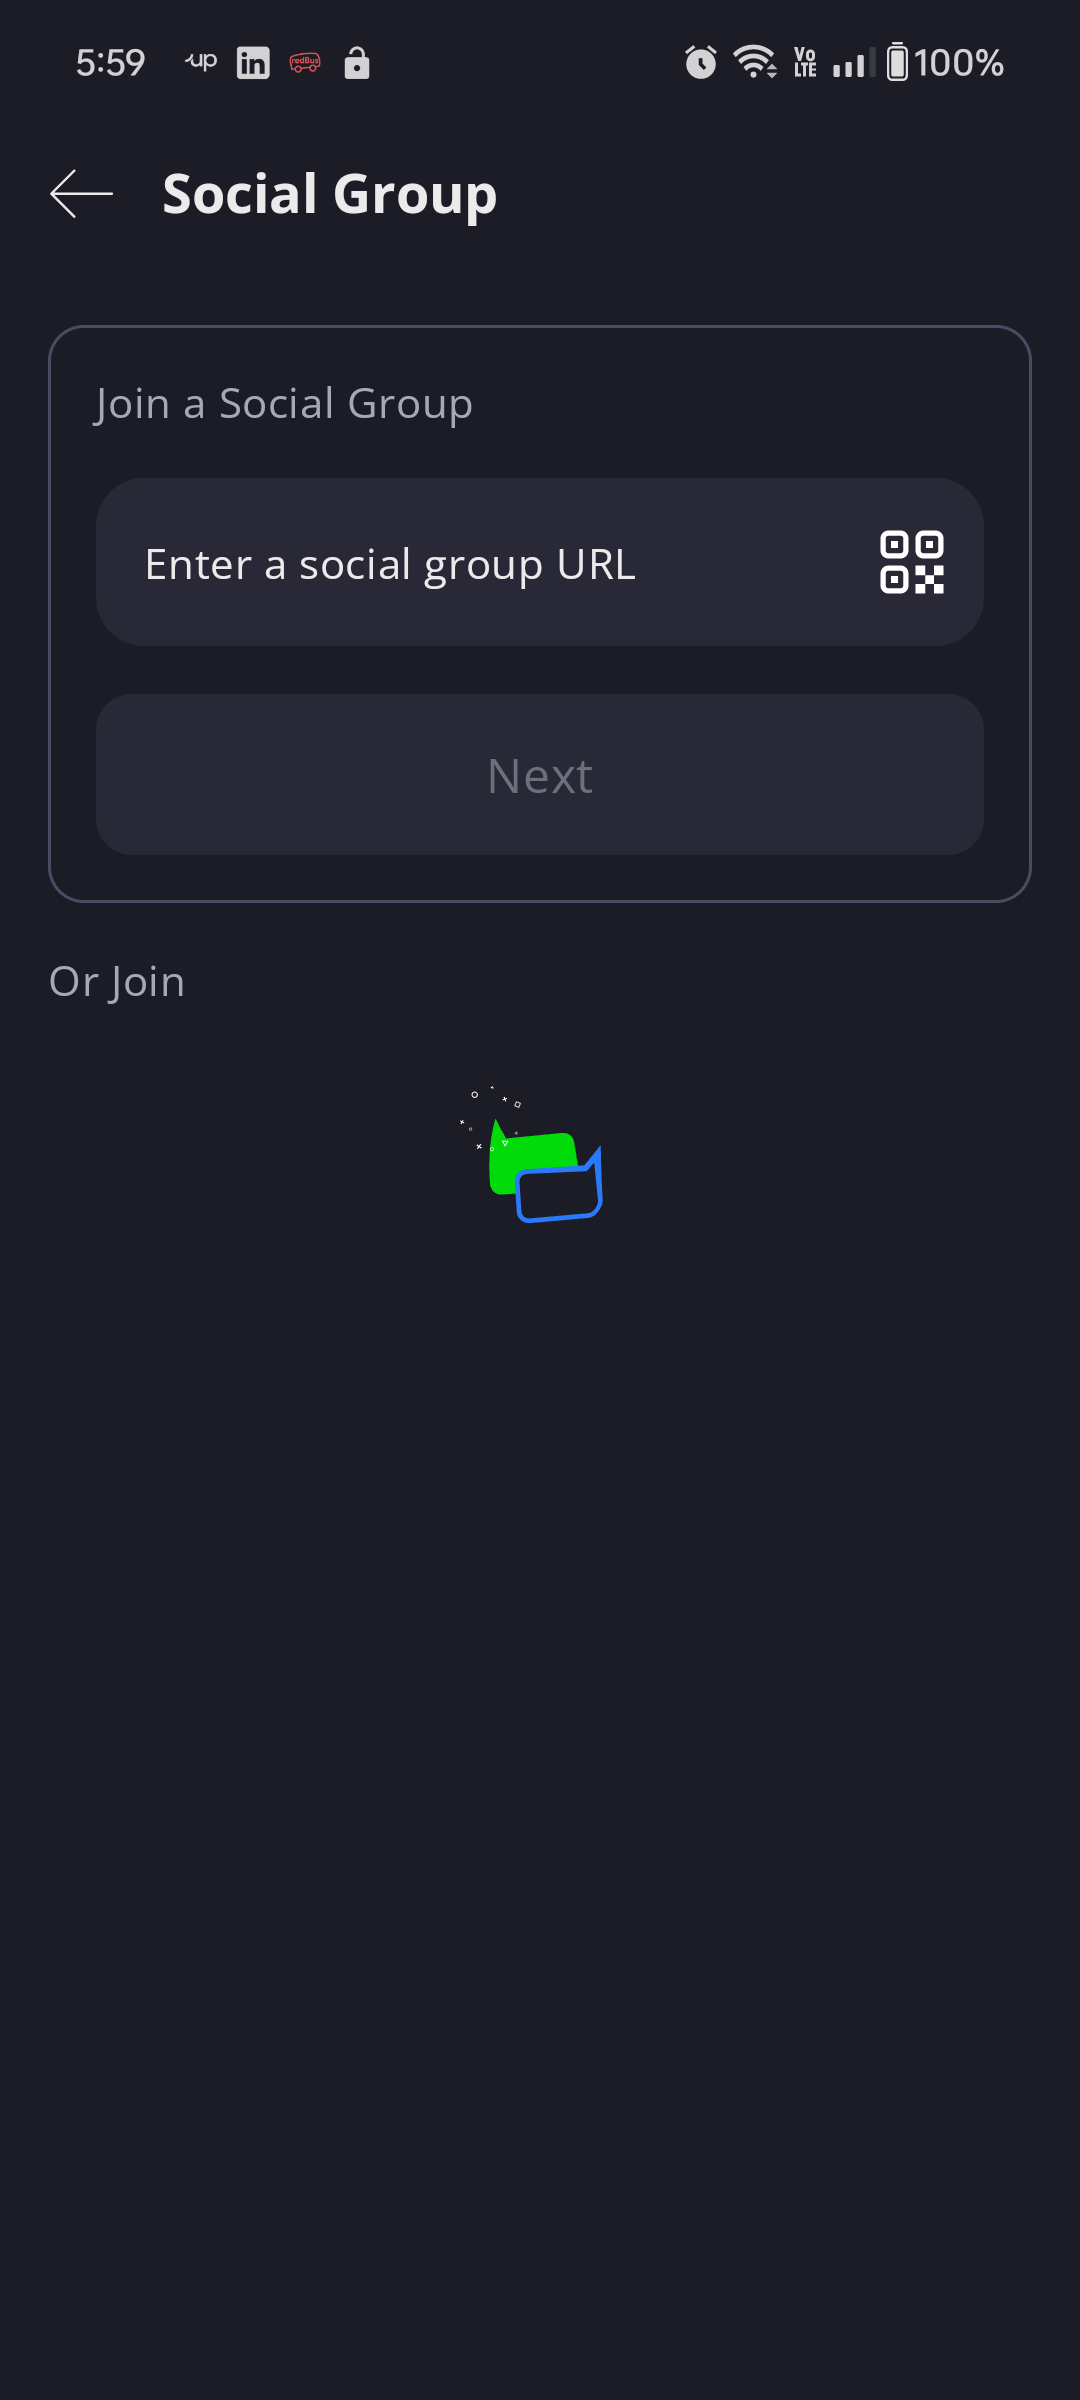 5:59 up in redBus Vo LTE 100%
Social Group
Join a Social Group
Enter a social group URL
Next
Or Join